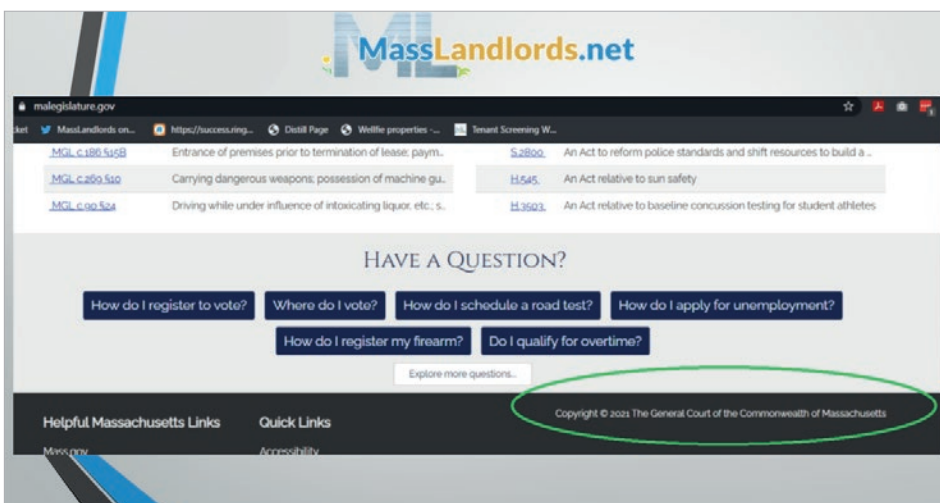 MassLandlords.net
malegislature.gov
MassLandlords on... https://success.ring... Distill Page Wellfie properties -... Tenant Screening W...
MGL c.186 §15B Entrance of premises prior to termination of lease; paym.. S.2800 An Act to reform police standards and shift resources to build a ..
MGL c.269 §10 Carrying dangerous weapons; possession of machine gu.. H.545 An Act relative to sun safety
MGL c.90 §24 Driving while under influence of intoxicating liquor, etc.; s.. H.3503 An Act relative to baseline concussion testing for student athletes
HAVE A QUESTION?
How do I register to vote? Where do I vote? How do I schedule a road test? How do I apply for unemployment?
How do I register my firearm? Do I qualify for overtime?
Explore more questions...
Copyright © 2021 The General Court of the Commonwealth of Massachusetts
Helpful Massachusetts Links Quick Links
Mass.gov Accessibility